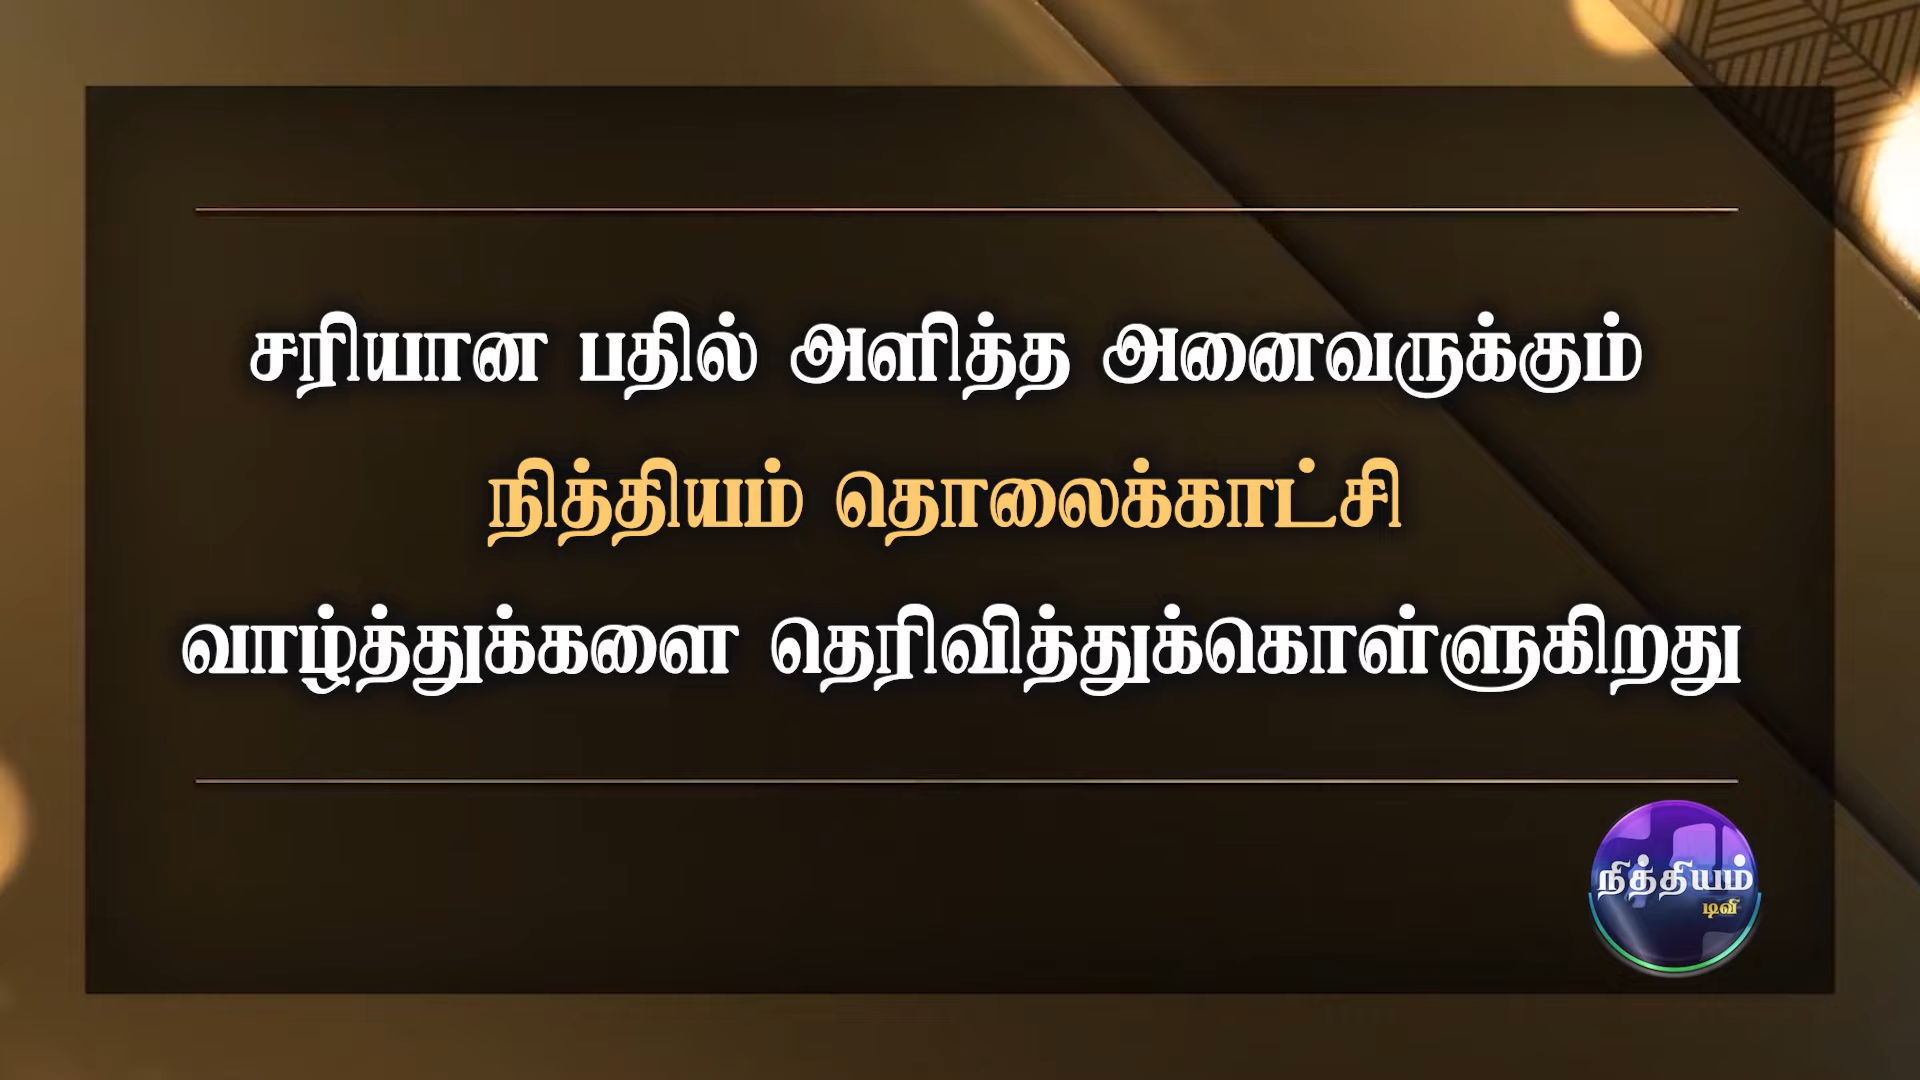 சரியான பதில் அளித்த அனைவருக்கும்
நித்தியம் தொலைக்காட்சி
வாழ்த்துக்களை தெரிவித்துக்கொள்ளுகிறது
நித்தியம்
டிவி